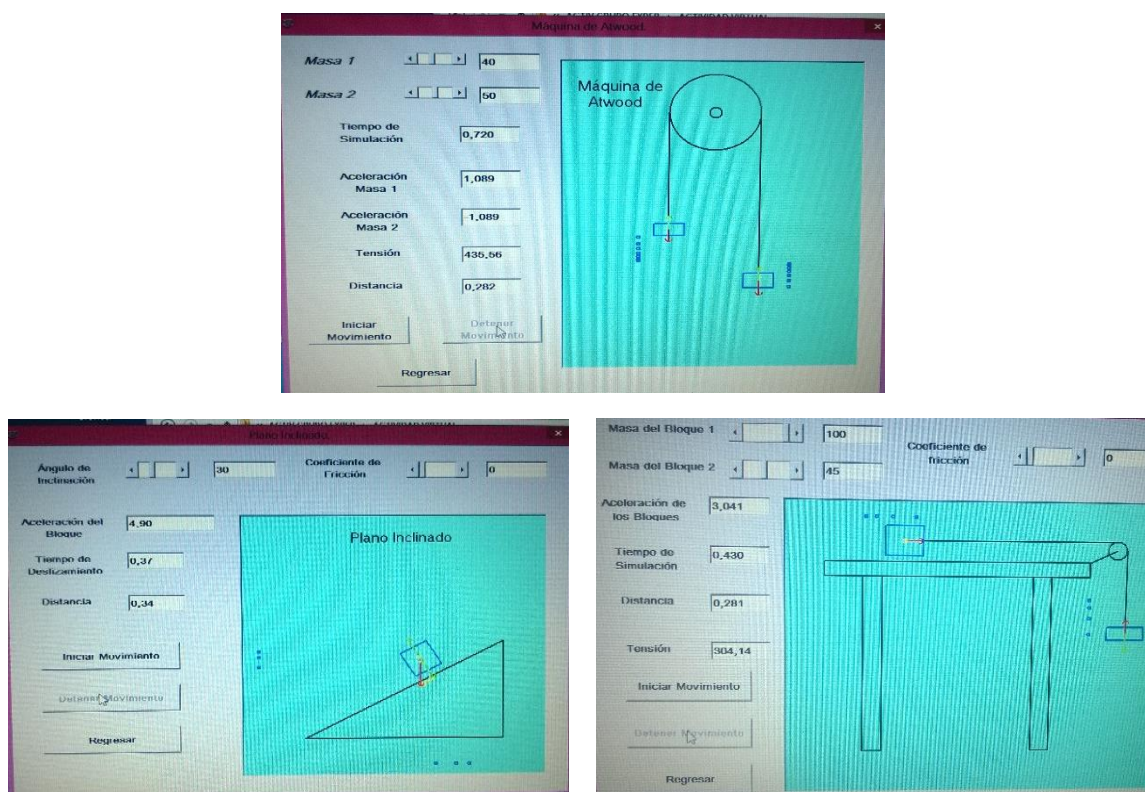 Máquina de Atwood.
Masa 1
40
Masa 2
50
Máquina de
Atwood
Tiempo de
Simulación
0,720
Aceleración
Masa 1
1,089
Aceleración
Masa 2
-1,089
Tensión
435,56
Distancia
0,282
Iniciar
Movimiento
Detener
Movimiento
Regresar
Plano Inclinado.
Ángulo de
Inclinación
30
Coeficiente de
Fricción
0
Aceleración del
Bloque
4,90
Plano Inclinado
Tiempo de
Deslizamiento
0,37
Distancia
0,34
Iniciar Movimiento
Detener Movimiento
Regresar
Masa del Bloque 1
100
Coeficiente de
fricción
0
Masa del Bloque 2
45
Aceleración de
los Bloques
3,041
Tiempo de
Simulación
0,430
Distancia
0,281
Tensión
304,14
Iniciar Movimiento
Detener Movimiento
Regresar